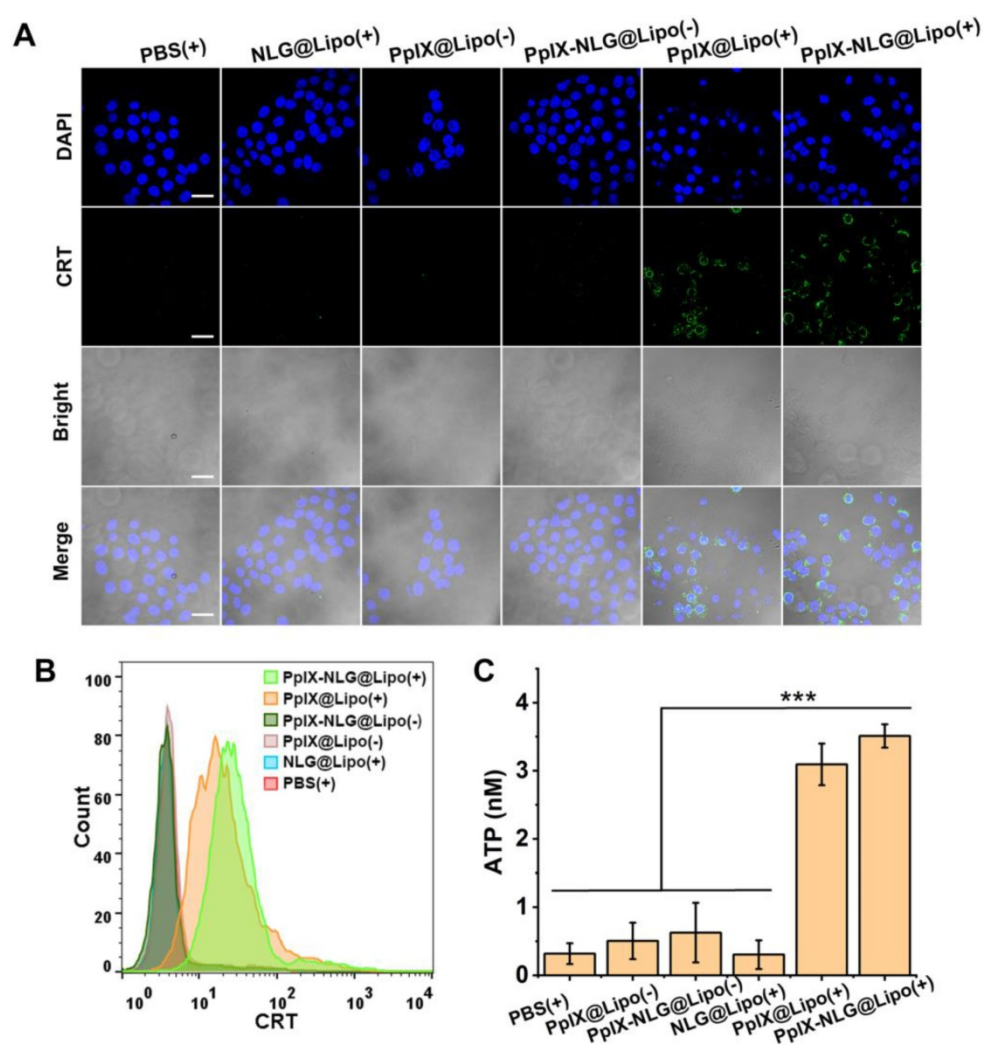 A
PBS(+) NLG@Lipo(+) PpIX@Lipo(-) PpIX-NLG@Lipo(-) PpIX@Lipo(+) PpIX-NLG@Lipo(+)
DAPI
CRT
Bright
Merge
B
100
80
60
40
20
0
Count
10^0 10^1 10^2 10^3 10^4
CRT
PpIX-NLG@Lipo(+)
PpIX@Lipo(+)
PpIX-NLG@Lipo(-)
PpIX@Lipo(-)
NLG@Lipo(+)
PBS(+)
C
***
4
3
2
1
0
ATP (nM)
PBS(+) PpIX@Lipo(-) PpIX-NLG@Lipo(-) NLG@Lipo(+) PpIX@Lipo(+) PpIX-NLG@Lipo(+)